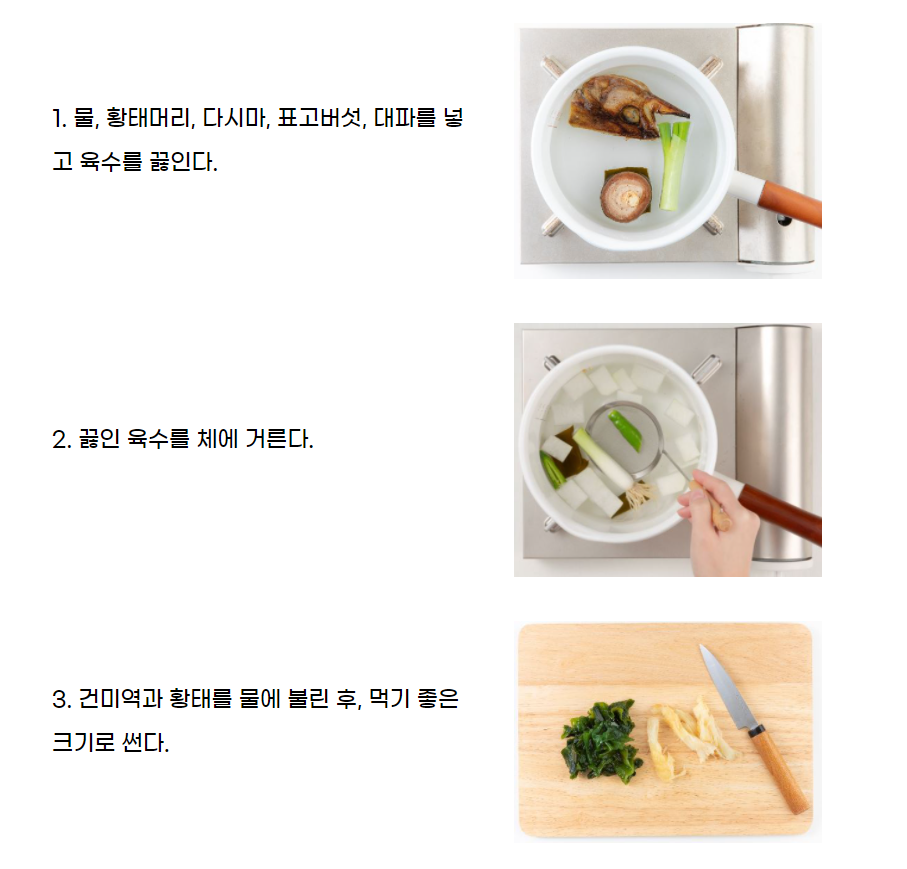 1. 물, 황태머리, 다시마, 표고버섯, 대파를 넣
고 육수를 끓인다.
2. 끓인 육수를 체에 거른다.
3. 건미역과 황태를 물에 불린 후, 먹기 좋은
크기로 썬다.